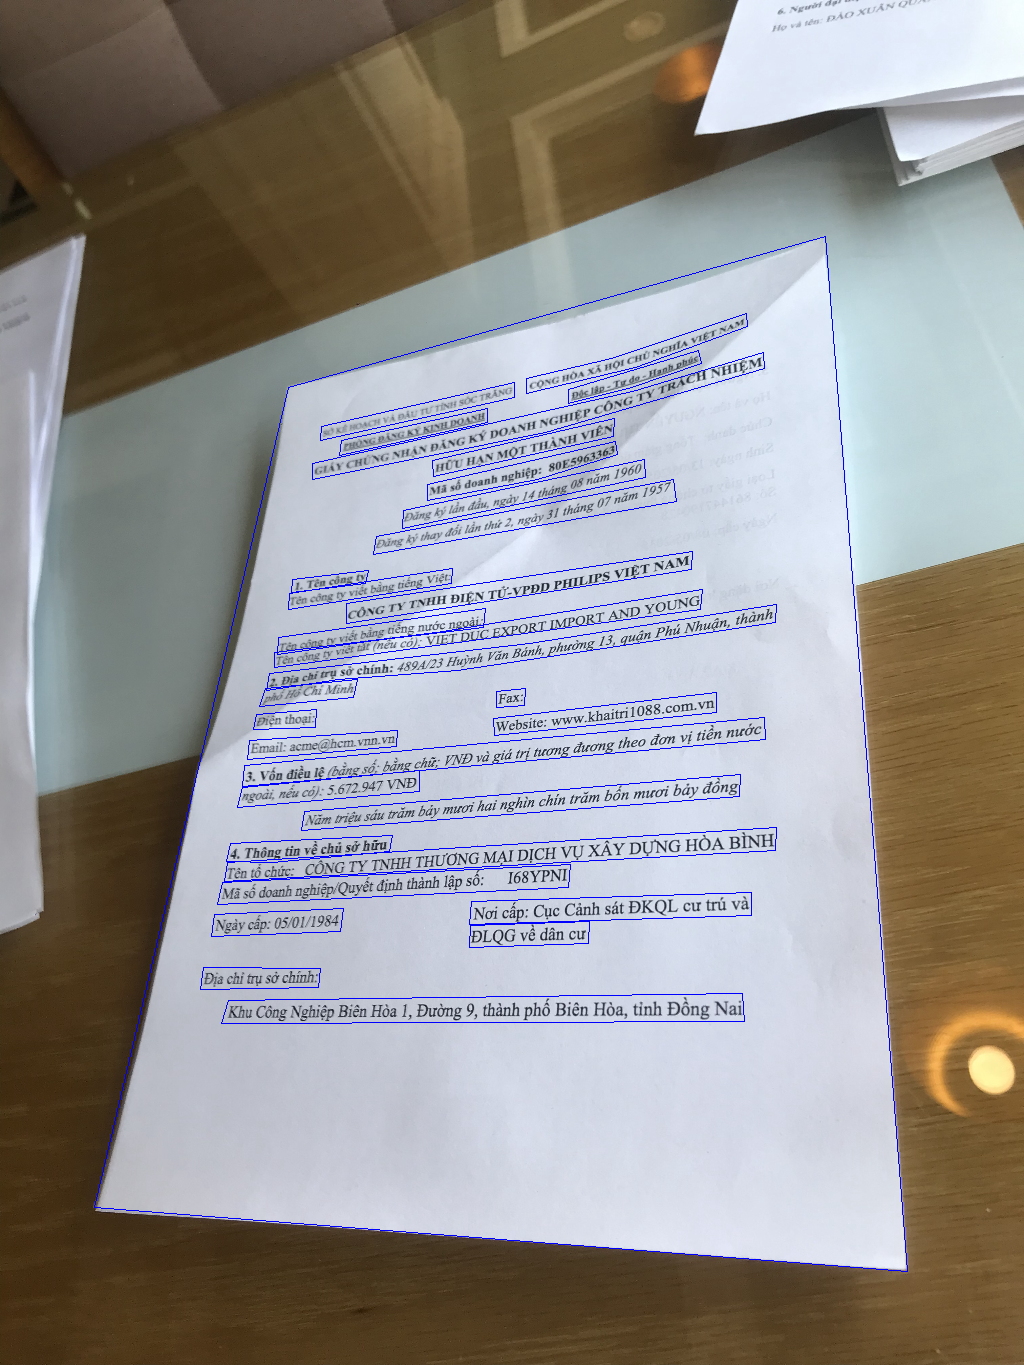 6. Người đại
Họ và tên: ĐÀO XUÂN
CỘNG HÒA XÃ HỘI CHỦ NGHĨA VIỆT NAM
SỞ KẾ HOẠCH VÀ ĐẦU TƯ TỈNH SÓC TRĂNG
Độc lập - Tự do - Hạnh phúc
PHÒNG ĐĂNG KÝ KINH DOANH
GIẤY CHỨNG NHẬN ĐĂNG KÝ DOANH NGHIỆP CÔNG TY TRÁCH NHIỆM
HỮU HẠN MỘT THÀNH VIÊN
Mã số doanh nghiệp: 80E5963363
Đăng ký lần đầu, ngày 14 tháng 08 năm 1960
Đăng ký thay đổi lần thứ 2, ngày 31 tháng 07 năm 1957
1. Tên công ty
Tên công ty viết bằng tiếng Việt:
CÔNG TY TNHH ĐIỆN TỬ-VPĐD PHILIPS VIỆT NAM
Tên công ty viết bằng tiếng nước ngoài:
Tên công ty viết tắt (nếu có): VIET DUC EXPORT IMPORT AND YOUNG
2. Địa chỉ trụ sở chính: 489A/23 Huỳnh Văn Bánh, phường 13, quận Phú Nhuận, thành
phố Hồ Chí Minh
Điện thoại:
Fax:
Email: acme@hcm.vnn.vn
Website: www.khaitri1088.com.vn
3. Vốn điều lệ (bằng số; bằng chữ; VNĐ và giá trị tương đương theo đơn vị tiền nước
ngoài, nếu có): 5.672.947 VNĐ
Năm triệu sáu trăm bảy mươi hai nghìn chín trăm bốn mươi bảy đồng
4. Thông tin về chủ sở hữu
Tên tổ chức: CÔNG TY TNHH THƯƠNG MẠI DỊCH VỤ XÂY DỰNG HÒA BÌNH
Mã số doanh nghiệp/Quyết định thành lập số: I68YPNI
Ngày cấp: 05/01/1984
Nơi cấp: Cục Cảnh sát ĐKQL cư trú và
ĐLQG về dân cư
Địa chỉ trụ sở chính:
Khu Công Nghiệp Biên Hòa 1, Đường 9, thành phố Biên Hòa, tỉnh Đồng Nai